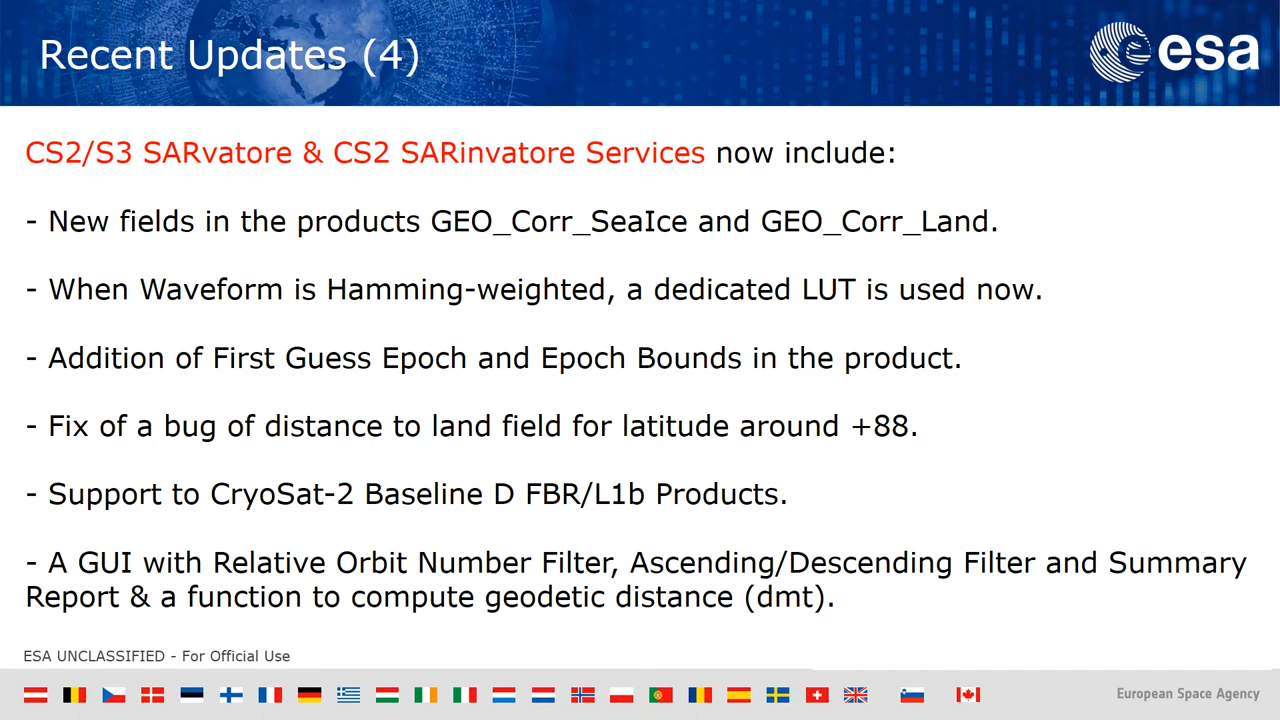 Recent Updates (4)
esa
CS2/S3 SARvatore & CS2 SARinvatore Services now include:
- New fields in the products GEO_Corr_SeaIce and GEO_Corr_Land.
- When Waveform is Hamming-weighted, a dedicated LUT is used now.
- Addition of First Guess Epoch and Epoch Bounds in the product.
- Fix of a bug of distance to land field for latitude around +88.
- Support to CryoSat-2 Baseline D FBR/L1b Products.
- A GUI with Relative Orbit Number Filter, Ascending/Descending Filter and Summary
Report & a function to compute geodetic distance (dmt).
ESA UNCLASSIFIED - For Official Use
European Space Agency